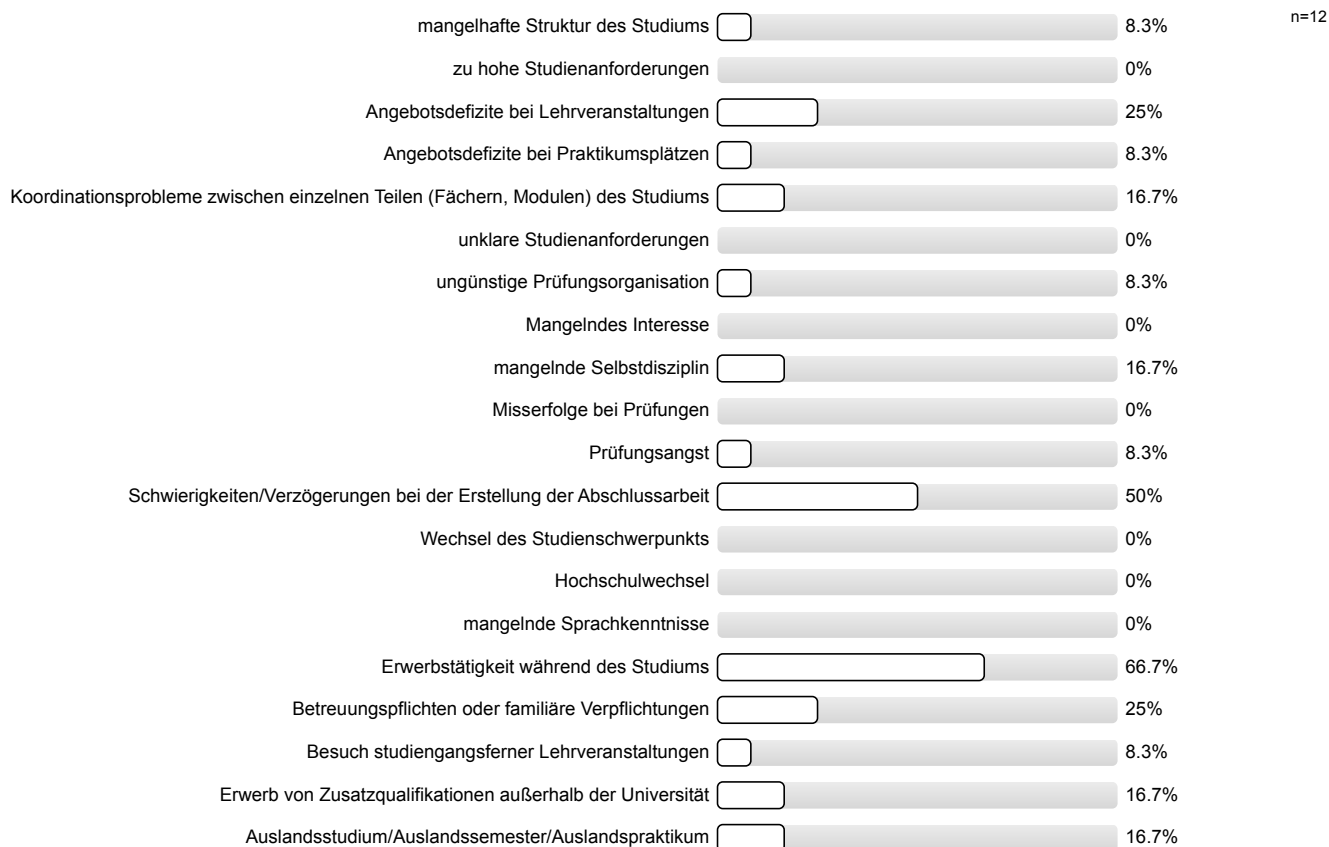 n=12
mangelhafte Struktur des Studiums 8.3%
zu hohe Studienanforderungen 0%
Angebotsdefizite bei Lehrveranstaltungen 25%
Angebotsdefizite bei Praktikumsplätzen 8.3%
Koordinationsprobleme zwischen einzelnen Teilen (Fächern, Modulen) des Studiums 16.7%
unklare Studienanforderungen 0%
ungünstige Prüfungsorganisation 8.3%
Mangelndes Interesse 0%
mangelnde Selbstdisziplin 16.7%
Misserfolge bei Prüfungen 0%
Prüfungsangst 8.3%
Schwierigkeiten/Verzögerungen bei der Erstellung der Abschlussarbeit 50%
Wechsel des Studienschwerpunkts 0%
Hochschulwechsel 0%
mangelnde Sprachkenntnisse 0%
Erwerbstätigkeit während des Studiums 66.7%
Betreuungspflichten oder familiäre Verpflichtungen 25%
Besuch studiengangsferner Lehrveranstaltungen 8.3%
Erwerb von Zusatzqualifikationen außerhalb der Universität 16.7%
Auslandsstudium/Auslandssemester/Auslandspraktikum 16.7%